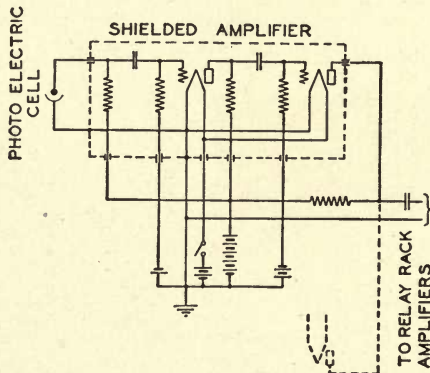 SHIELDED AMPLIFIER
PHOTO ELECTRIC
CELL
TO RELAY RACK
AMPLIFIERS